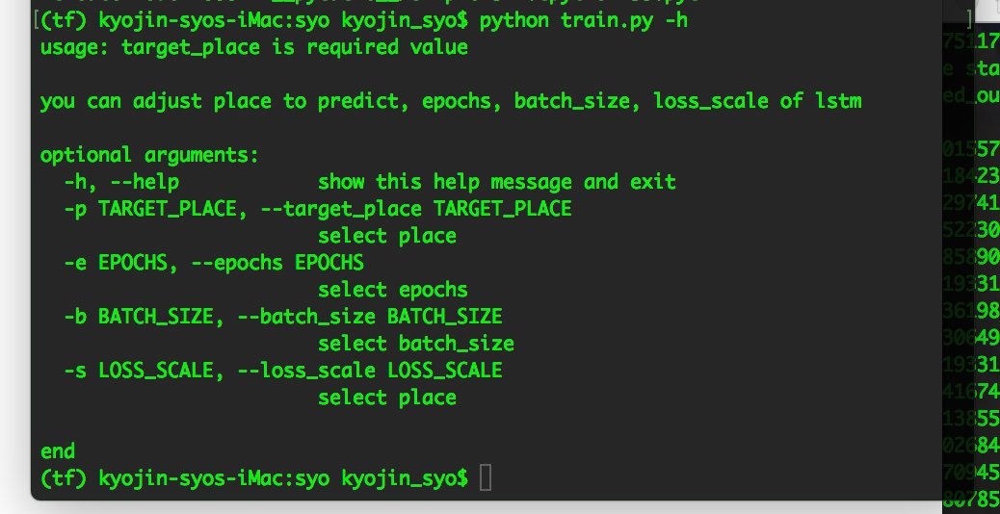 [(tf) kyojin-syos-iMac:syo kyojin_syo$ python train.py -h ]
usage: target_place is required value
you can adjust place to predict, epochs, batch_size, loss_scale of lstm
optional arguments:
-h, --help show this help message and exit
-p TARGET_PLACE, --target_place TARGET_PLACE
select place
-e EPOCHS, --epochs EPOCHS
select epochs
-b BATCH_SIZE, --batch_size BATCH_SIZE
select batch_size
-s LOSS_SCALE, --loss_scale LOSS_SCALE
select place
end
(tf) kyojin-syos-iMac:syo kyojin_syo$